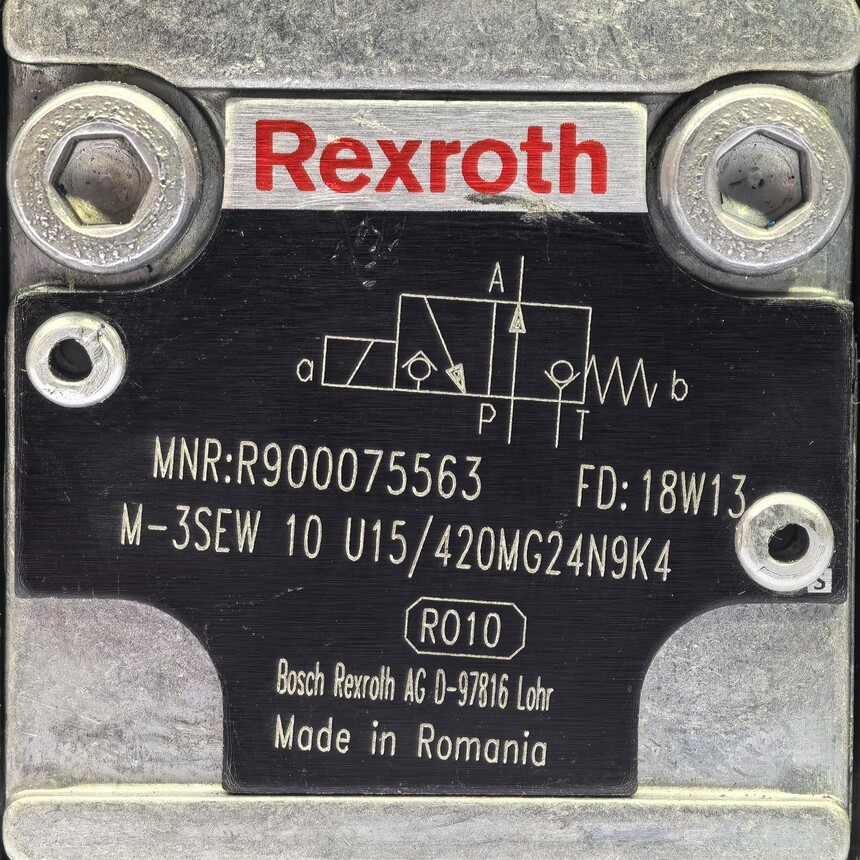 Rexroth
A
a
b
P
T
MNR:R900075563 FD: 18W13
M-3SEW 10 U15/420MG24N9K4
S
RO10
Bosch Rexroth AG D-97816 Lohr
Made in Romania